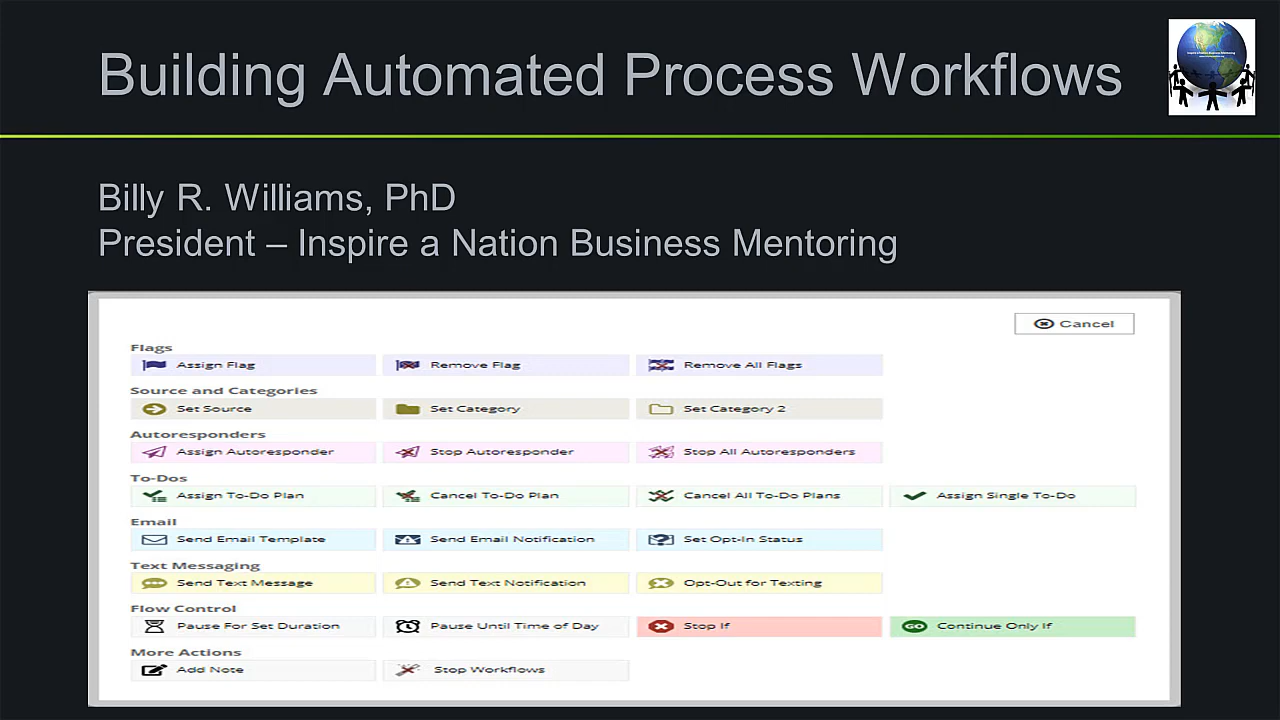 Building Automated Process Workflows
Billy R. Williams, PhD
President – Inspire a Nation Business Mentoring
Cancel
Flags
Assign Flag Remove Flag Remove All Flags
Source and Categories
Set Source Set Category Set Category 2
Autoresponders
Assign Autoresponder Stop Autoresponder Stop All Autoresponders
To-Dos
Assign To-Do Plan Cancel To-Do Plan Cancel All To-Do Plans Assign Single To-Do
Email
Send Email Template Send Email Notification Set Opt-In Status
Text Messaging
Send Text Message Send Text Notification Opt-Out for Texting
Flow Control
Pause For Set Duration Pause Until Time of Day Stop If GO Continue Only If
More Actions
Add Note Stop Workflows